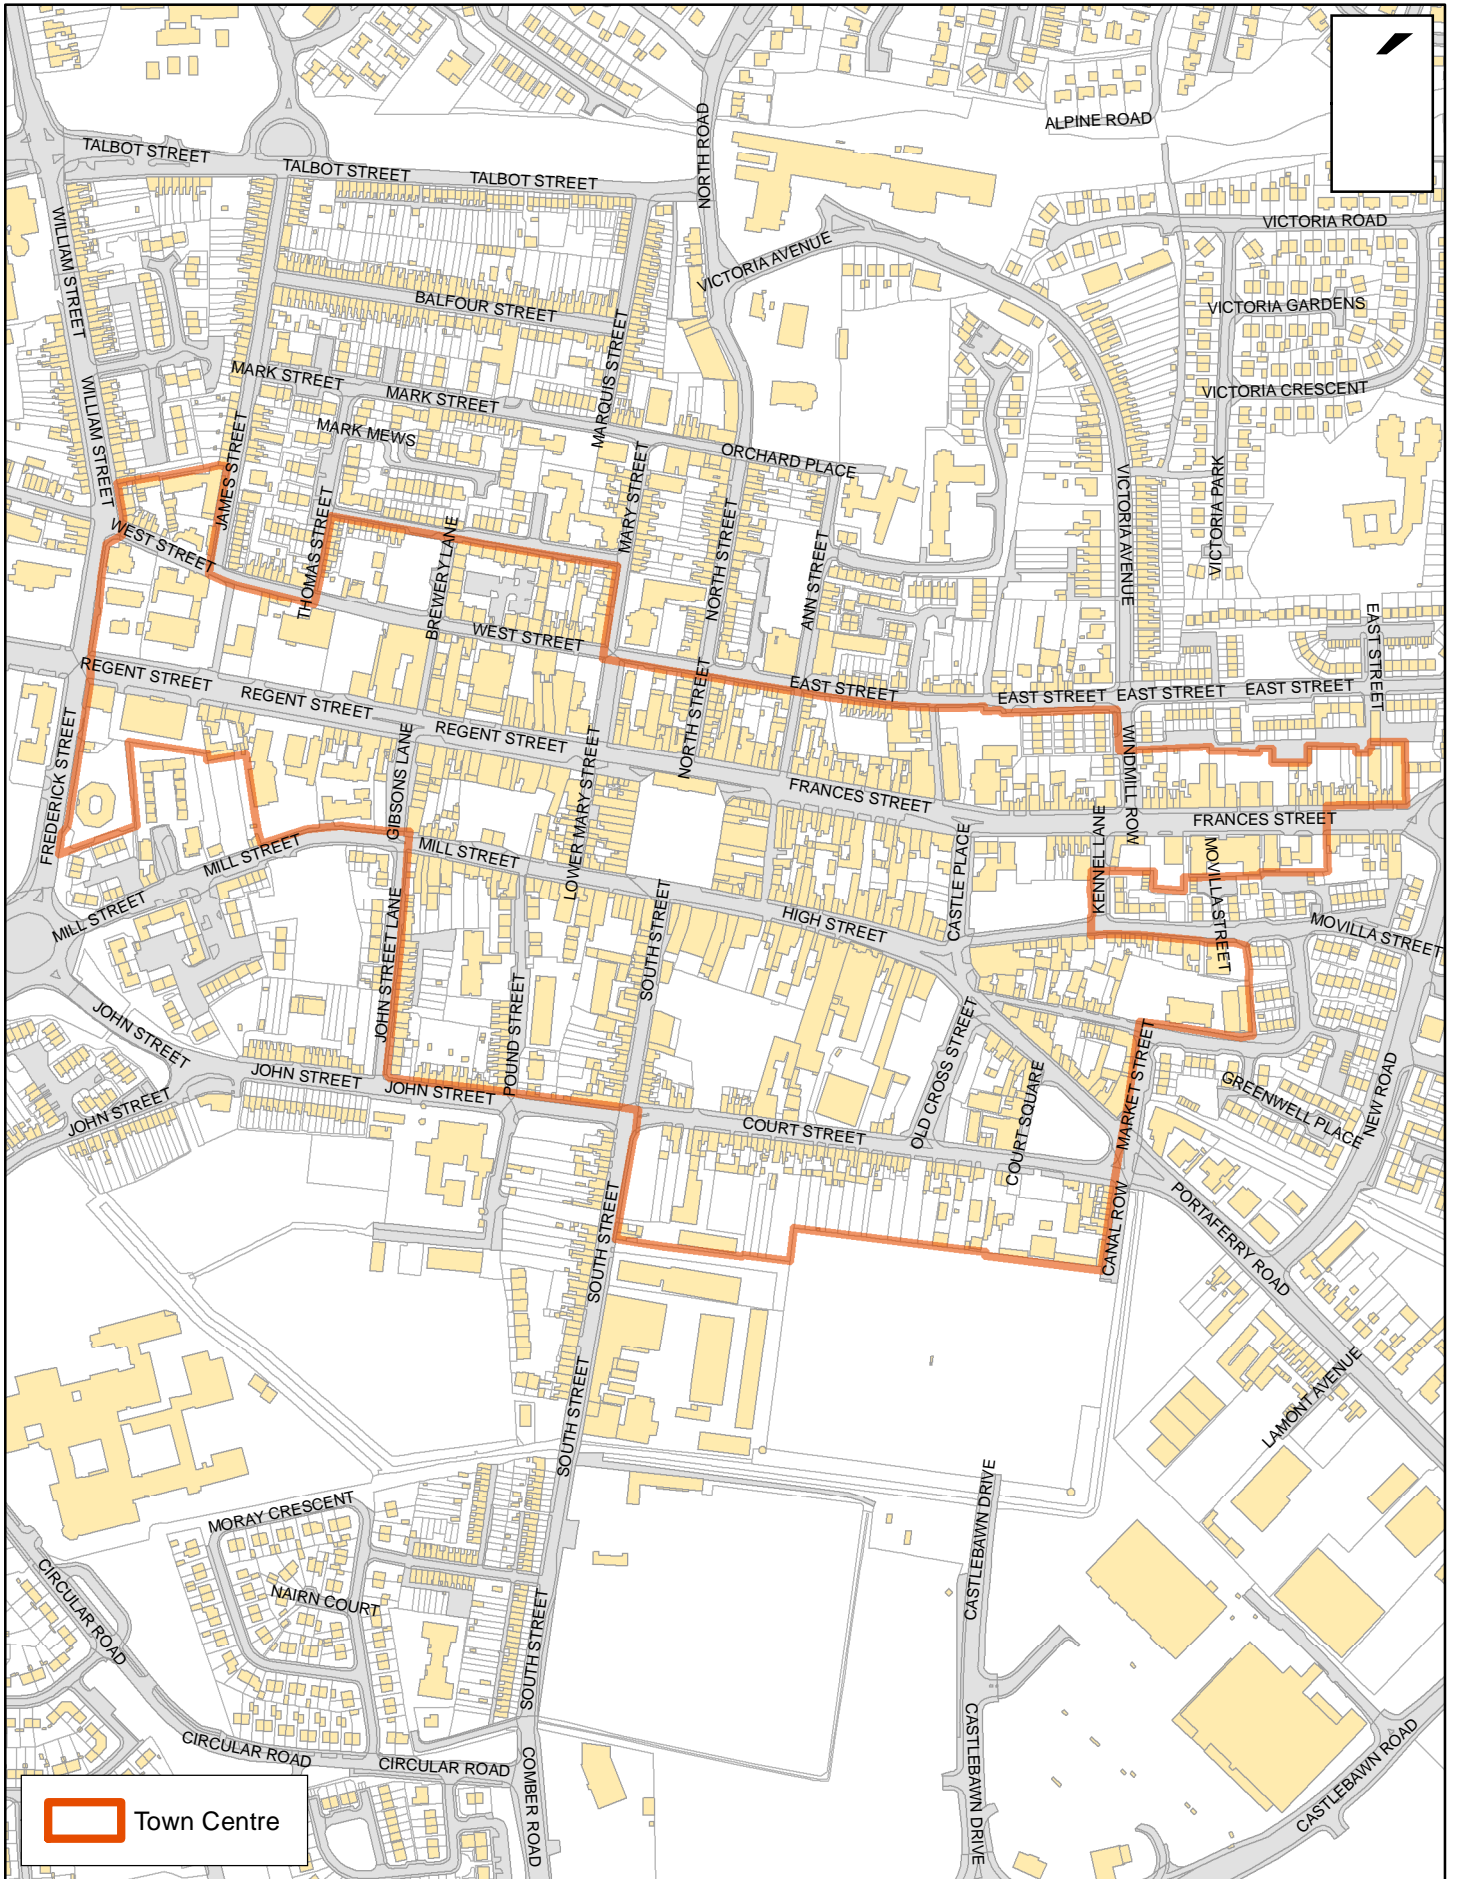 ALPINE ROAD
NORTH ROAD
TALBOT STREET
TALBOT STREET
TALBOT STREET
VICTORIA ROAD
WILLIAM STREET
VICTORIA AVENUE
BALFOUR STREET
VICTORIA GARDENS
MARQUIS STREET
MARK STREET
MARK STREET
VICTORIA CRESCENT
WILLIAM STREET
JAMES STREET
MARK MEWS
ORCHARD PLACE
MARY STREET
VICTORIA AVENUE
VICTORIA PARK
WEST STREET
THOMAS STREET
BREWERY LANE
NORTH STREET
ANN STREET
WEST STREET
EAST STREET
REGENT STREET
REGENT STREET
REGENT STREET
NORTH STREET
EAST STREET
EAST STREET
EAST STREET
EAST STREET
FREDERICK STREET
GIBSONS LANE
LOWER MARY STREET
FRANCES STREET
WINDMILL ROW
FRANCES STREET
MILL STREET
MILL STREET
MILL STREET
KENNEL LANE
MOVILLA STREET
CASTLE PLACE
HIGH STREET
MOVILLA STREET
JOHN STREET LANE
SOUTH STREET
POUND STREET
JOHN STREET
JOHN STREET
JOHN STREET
JOHN STREET
OLD CROSS STREET
COURT SQUARE
MARKET STREET
GREENWELL PLACE
NEW ROAD
COURT STREET
CANAL ROW
PORTAFERRY ROAD
SOUTH STREET
SOUTH STREET
LAMONT AVENUE
MORAY CRESCENT
NAIRN COURT
CIRCULAR ROAD
CASTLEBAWN DRIVE
SOUTH STREET
CIRCULAR ROAD
CIRCULAR ROAD
COMBER ROAD
CASTLEBAWN DRIVE
CASTLEBAWN ROAD
Town Centre